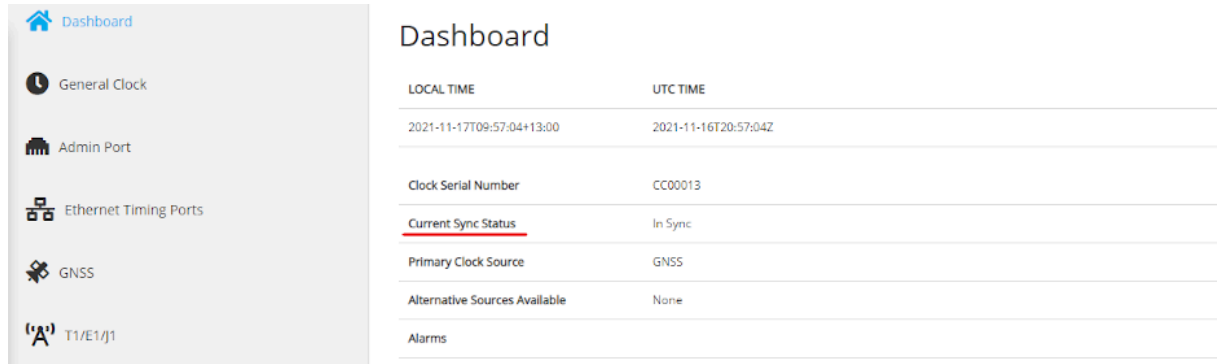 Dashboard
General Clock
Admin Port
Ethernet Timing Ports
GNSS
T1/E1/J1
Dashboard
LOCAL TIME UTC TIME
2021-11-17T09:57:04+13:00 2021-11-16T20:57:04Z
Clock Serial Number CC00013
Current Sync Status In Sync
Primary Clock Source GNSS
Alternative Sources Available None
Alarms